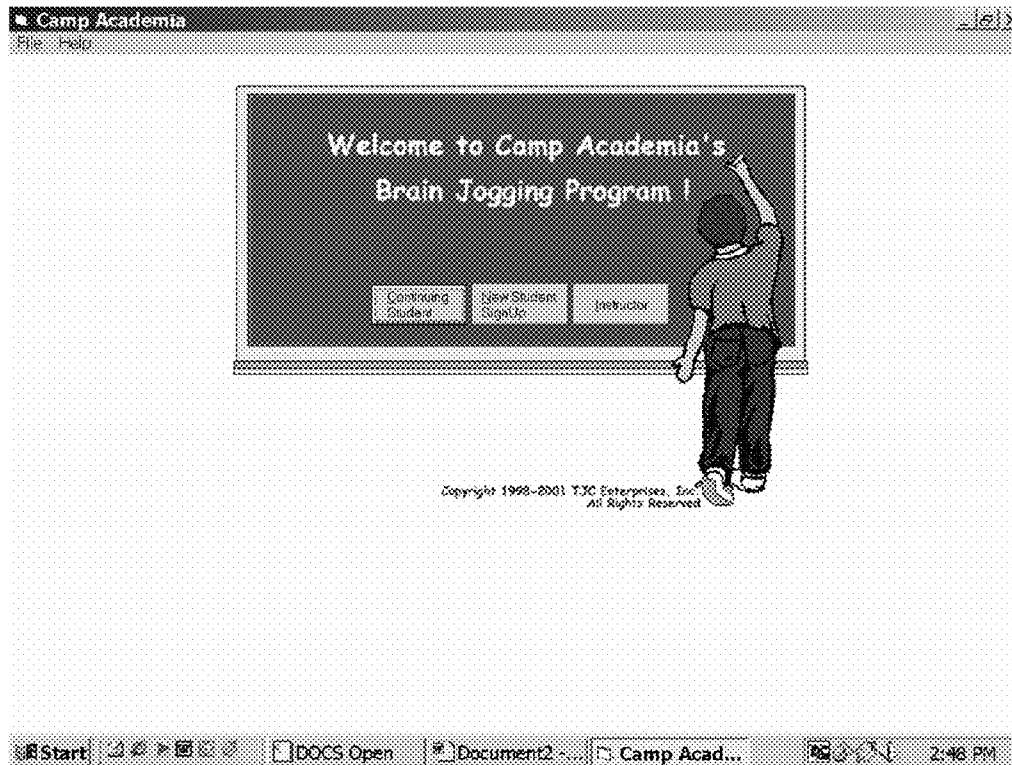 Camp Academia
File Help
Welcome to Camp Academia's
Brain Jogging Program !
Continuing
Student
New Student
SignUp
Instructor
Copyright 1998-2001 TJC Enterprises, Inc.
All Rights Reserved
Start DOCS Open Document2 -... Camp Acad... 2:48 PM